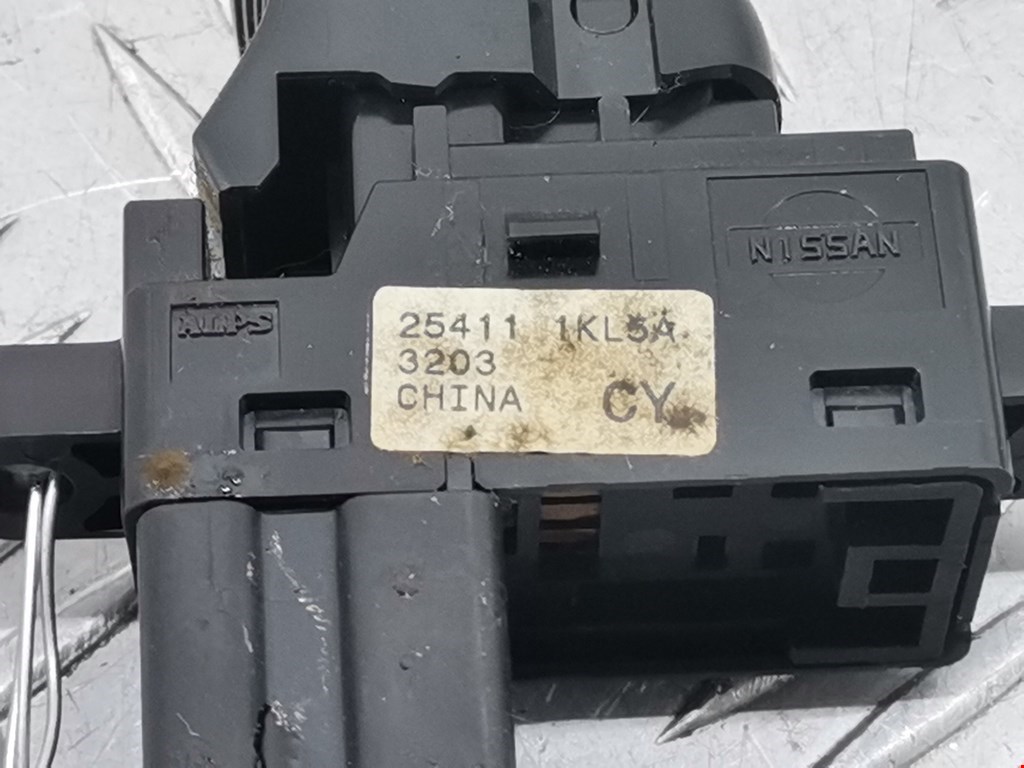 NISSAN
ALPS
25411 1KL5A
3203
CHINA CY